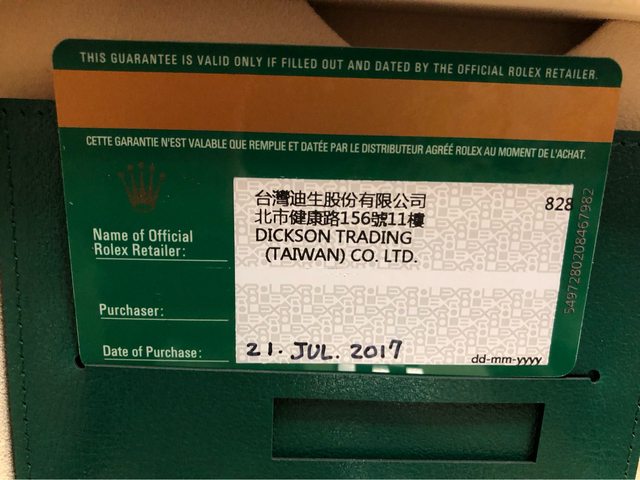 THIS GUARANTEE IS VALID ONLY IF FILLED OUT AND DATED BY THE OFFICIAL ROLEX RETAILER.
CETTE GARANTIE N'EST VALABLE QUE REMPLIE ET DATÉE PAR LE DISTRIBUTEUR AGRÉÉ ROLEX AU MOMENT DE L'ACHAT.
台灣迪生股份有限公司 828
北市健康路156號11樓
DICKSON TRADING
(TAIWAN) CO. LTD.
Name of Official
Rolex Retailer:
Purchaser:
Date of Purchase: 21. JUL. 2017
dd-mm-yyyy
5497280208467982